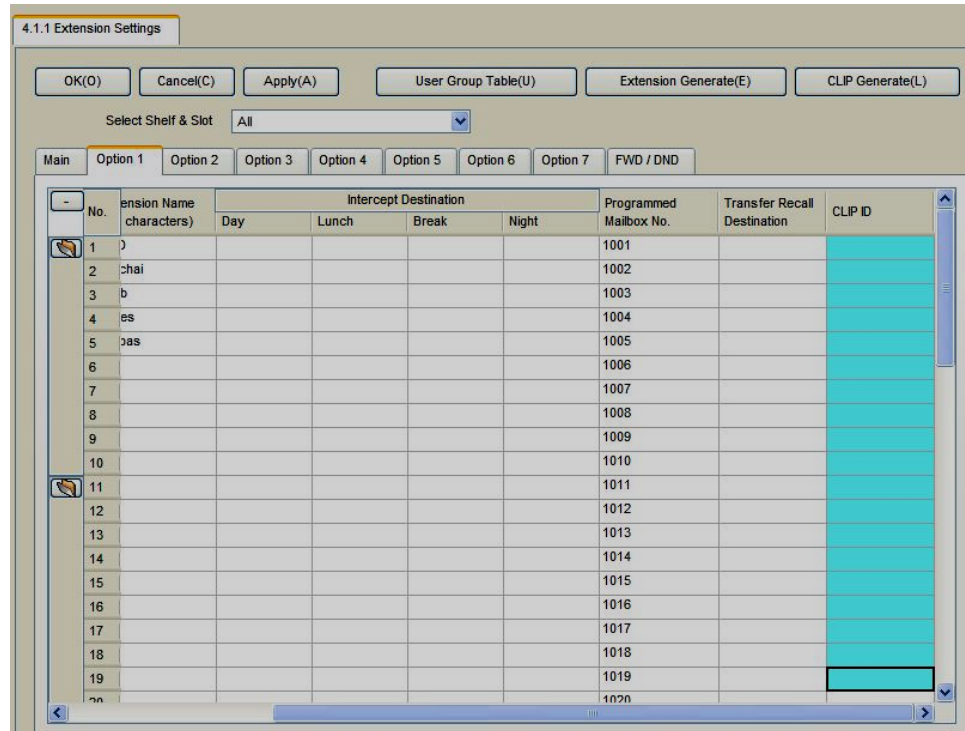 4.1.1 Extension Settings
OK(O) Cancel(C) Apply(A) User Group Table(U) Extension Generate(E) CLIP Generate(L)
Select Shelf & Slot All
Main Option 1 Option 2 Option 3 Option 4 Option 5 Option 6 Option 7 FWD / DND
- No. ension Name characters) Intercept Destination Programmed Mailbox No. Transfer Recall Destination CLIP ID
Day Lunch Break Night
1 1001
2 chai 1002
3 b 1003
4 es 1004
5 bas 1005
6 1006
7 1007
8 1008
9 1009
10 1010
11 1011
12 1012
13 1013
14 1014
15 1015
16 1016
17 1017
18 1018
19 1019
20 1020